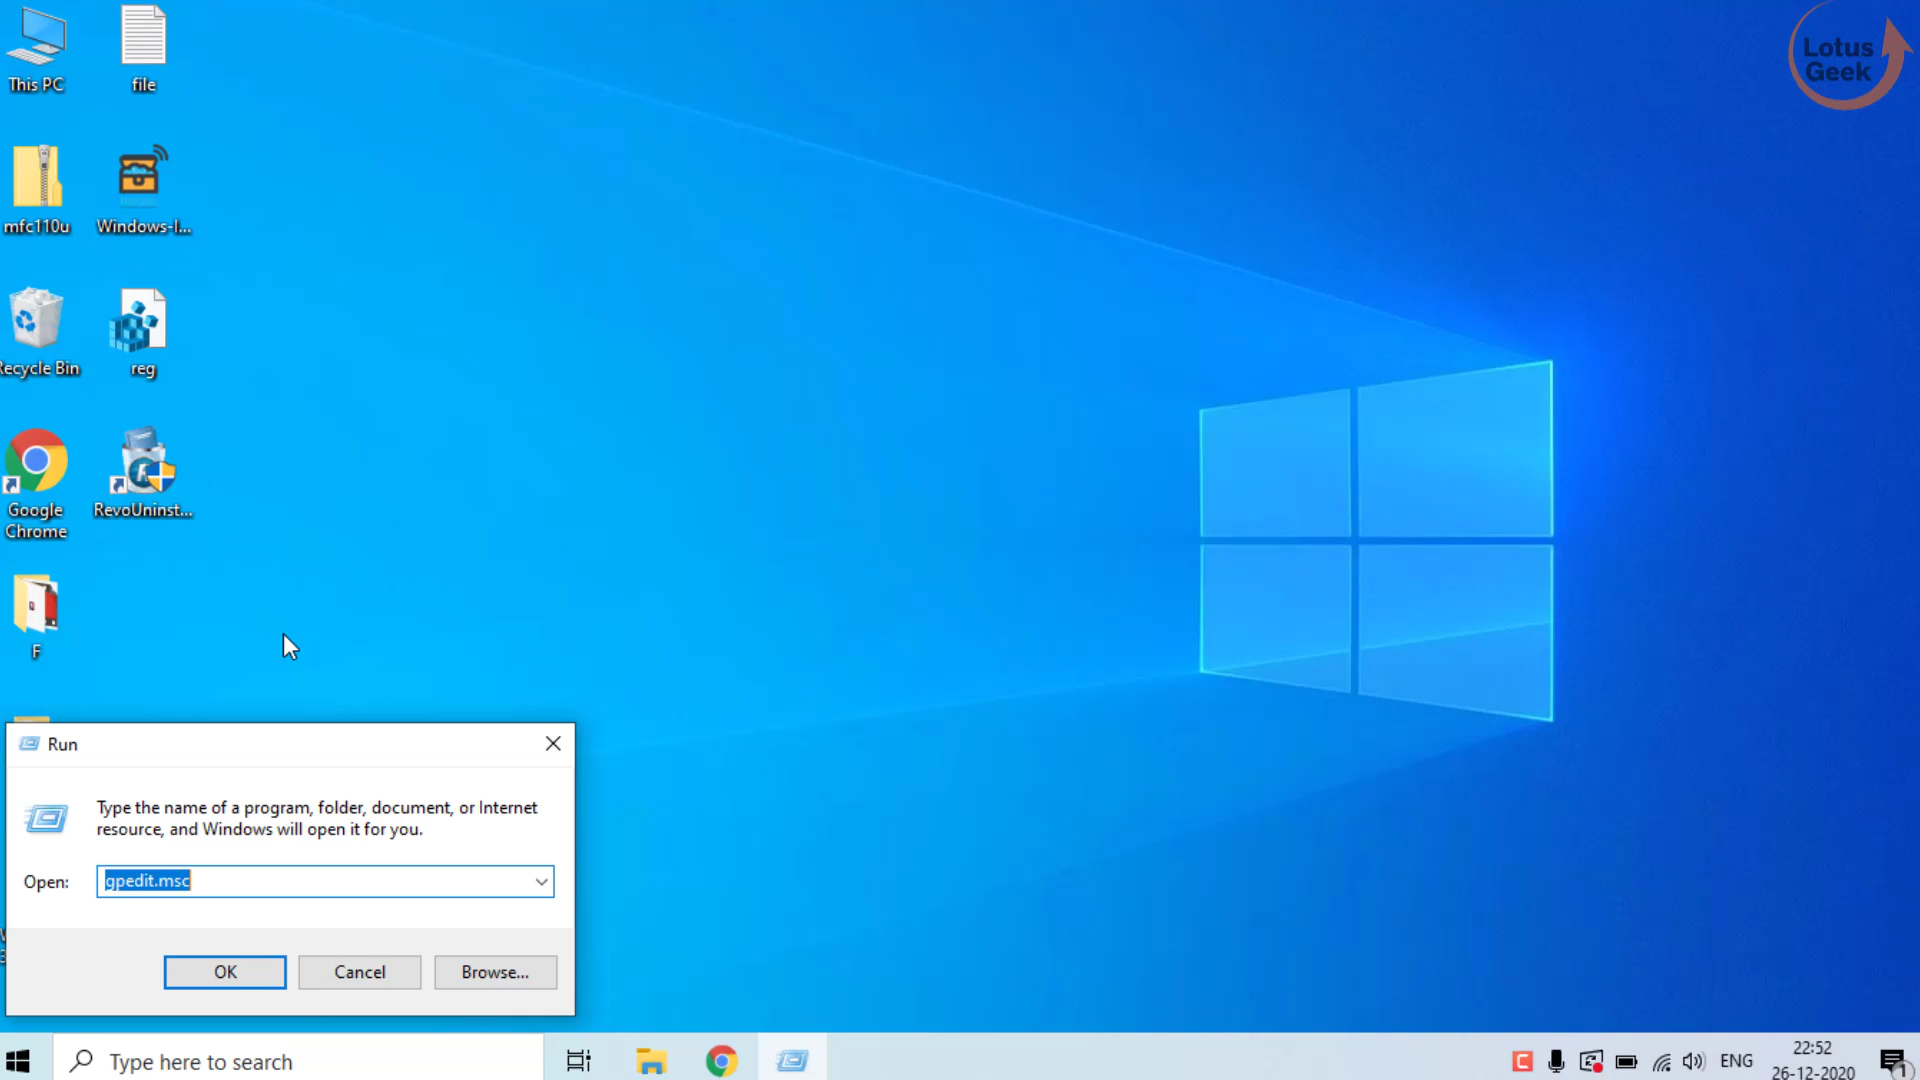 Lotus
Geek
This PC
file
mfc110u
Windows-I...
Recycle Bin
reg
Google
Chrome
RevoUninst...
F
Run
Type the name of a program, folder, document, or Internet
resource, and Windows will open it for you.
Open:
gpedit.msc
OK
Cancel
Browse...
Type here to search
ENG
22:52
26-12-2020
1